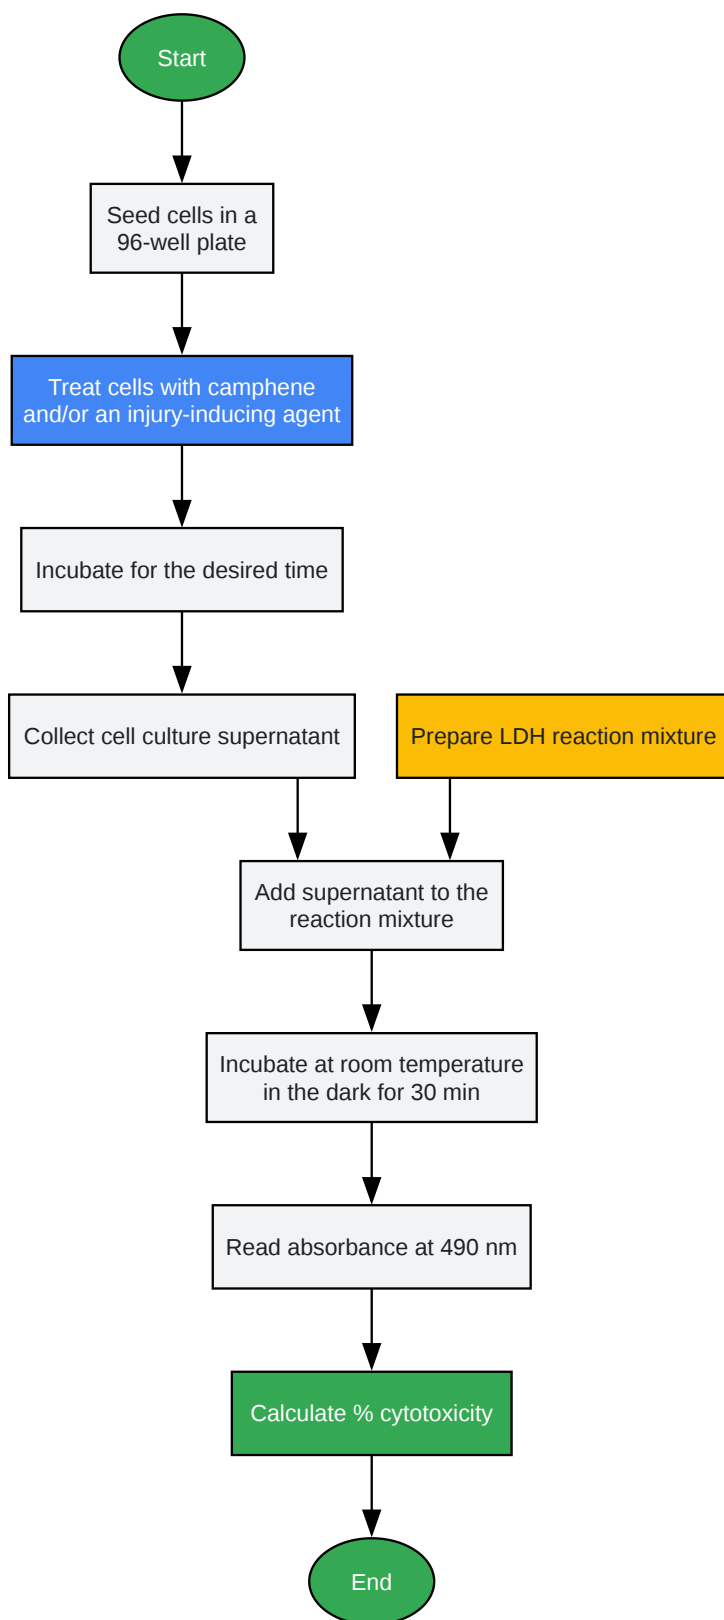 Start
Seed cells in a
96-well plate
Treat cells with camphene
and/or an injury-inducing agent
Incubate for the desired time
Collect cell culture supernatant
Prepare LDH reaction mixture
Add supernatant to the
reaction mixture
Incubate at room temperature
in the dark for 30 min
Read absorbance at 490 nm
Calculate % cytotoxicity
End